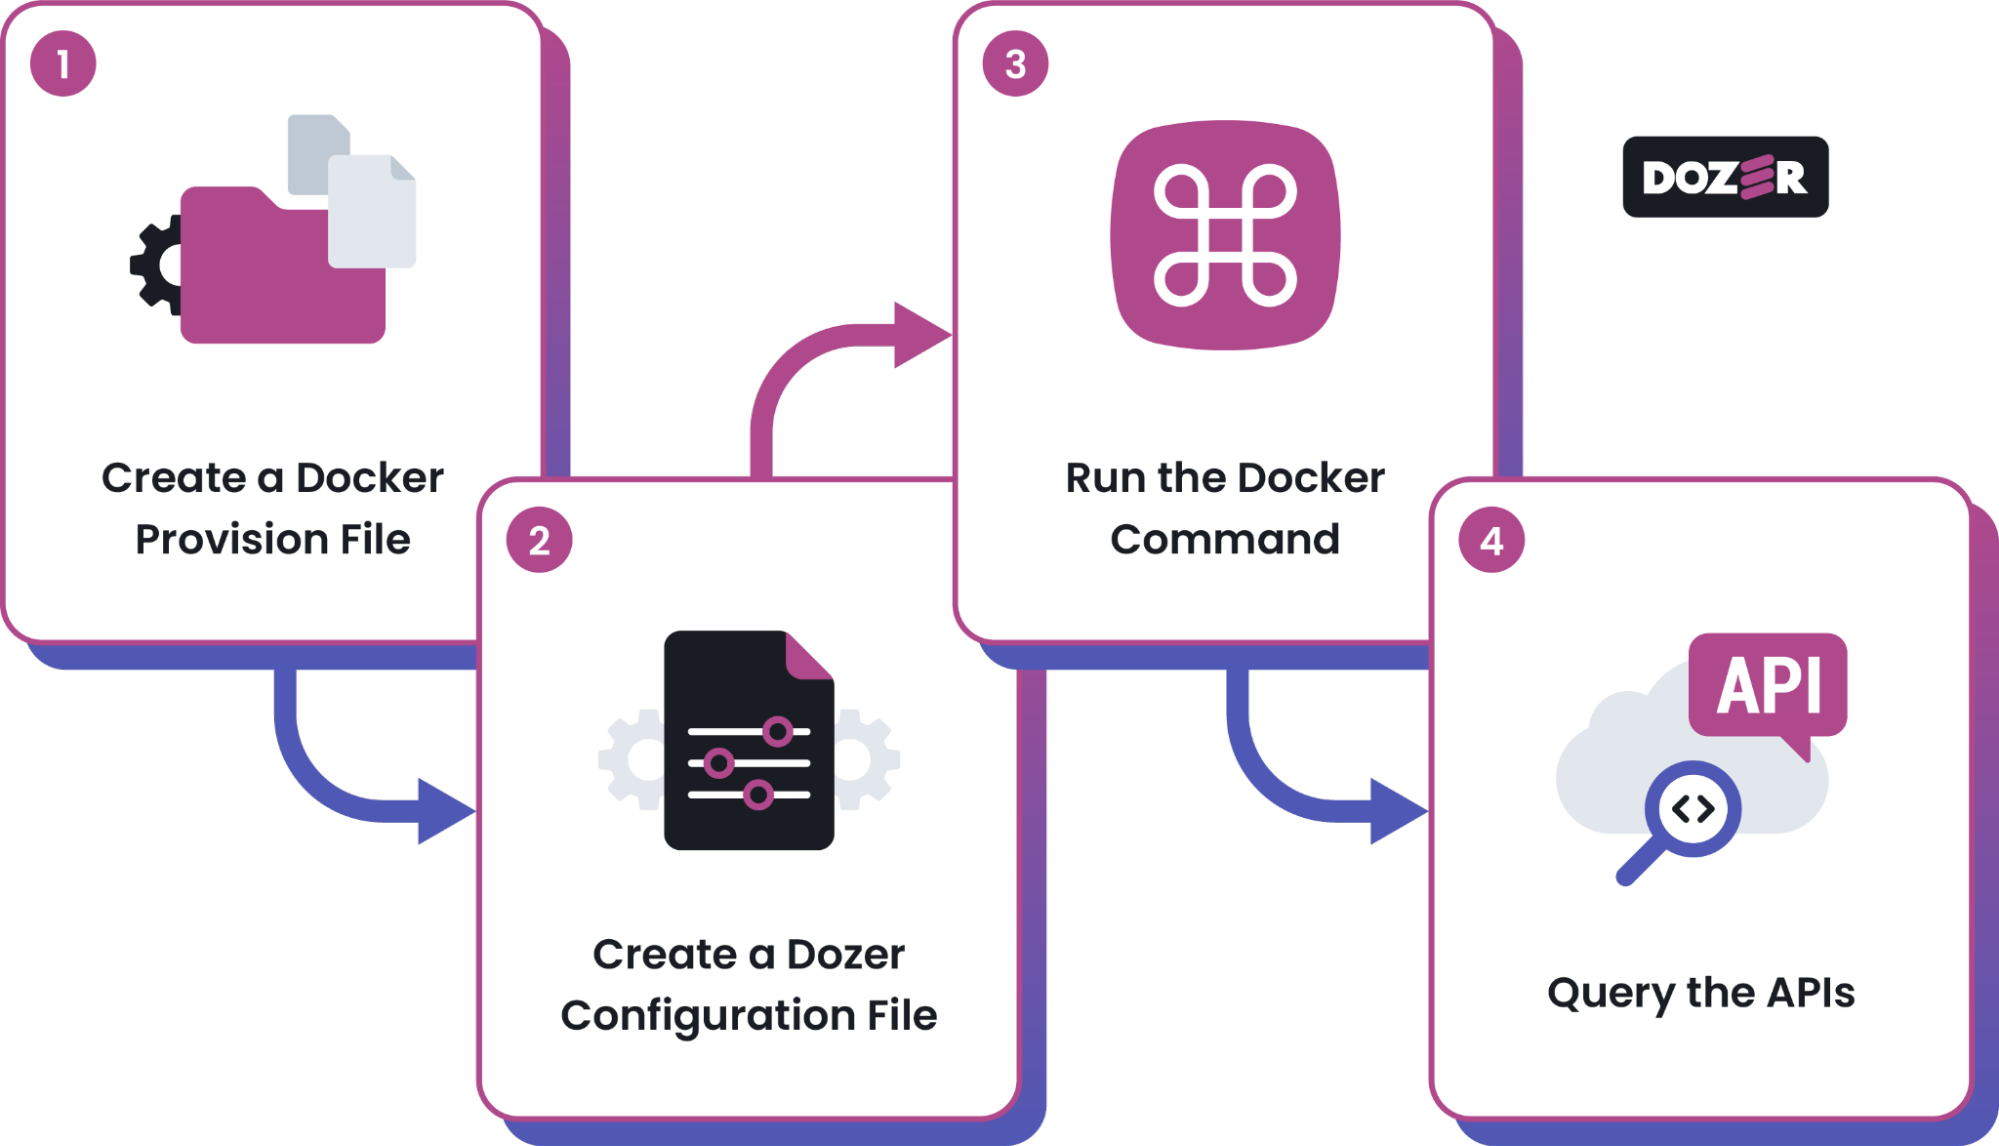 1
Create a Docker
Provision File
2
Create a Dozer
Configuration File
3
Run the Docker
Command
DOZER
4
API
Query the APIs